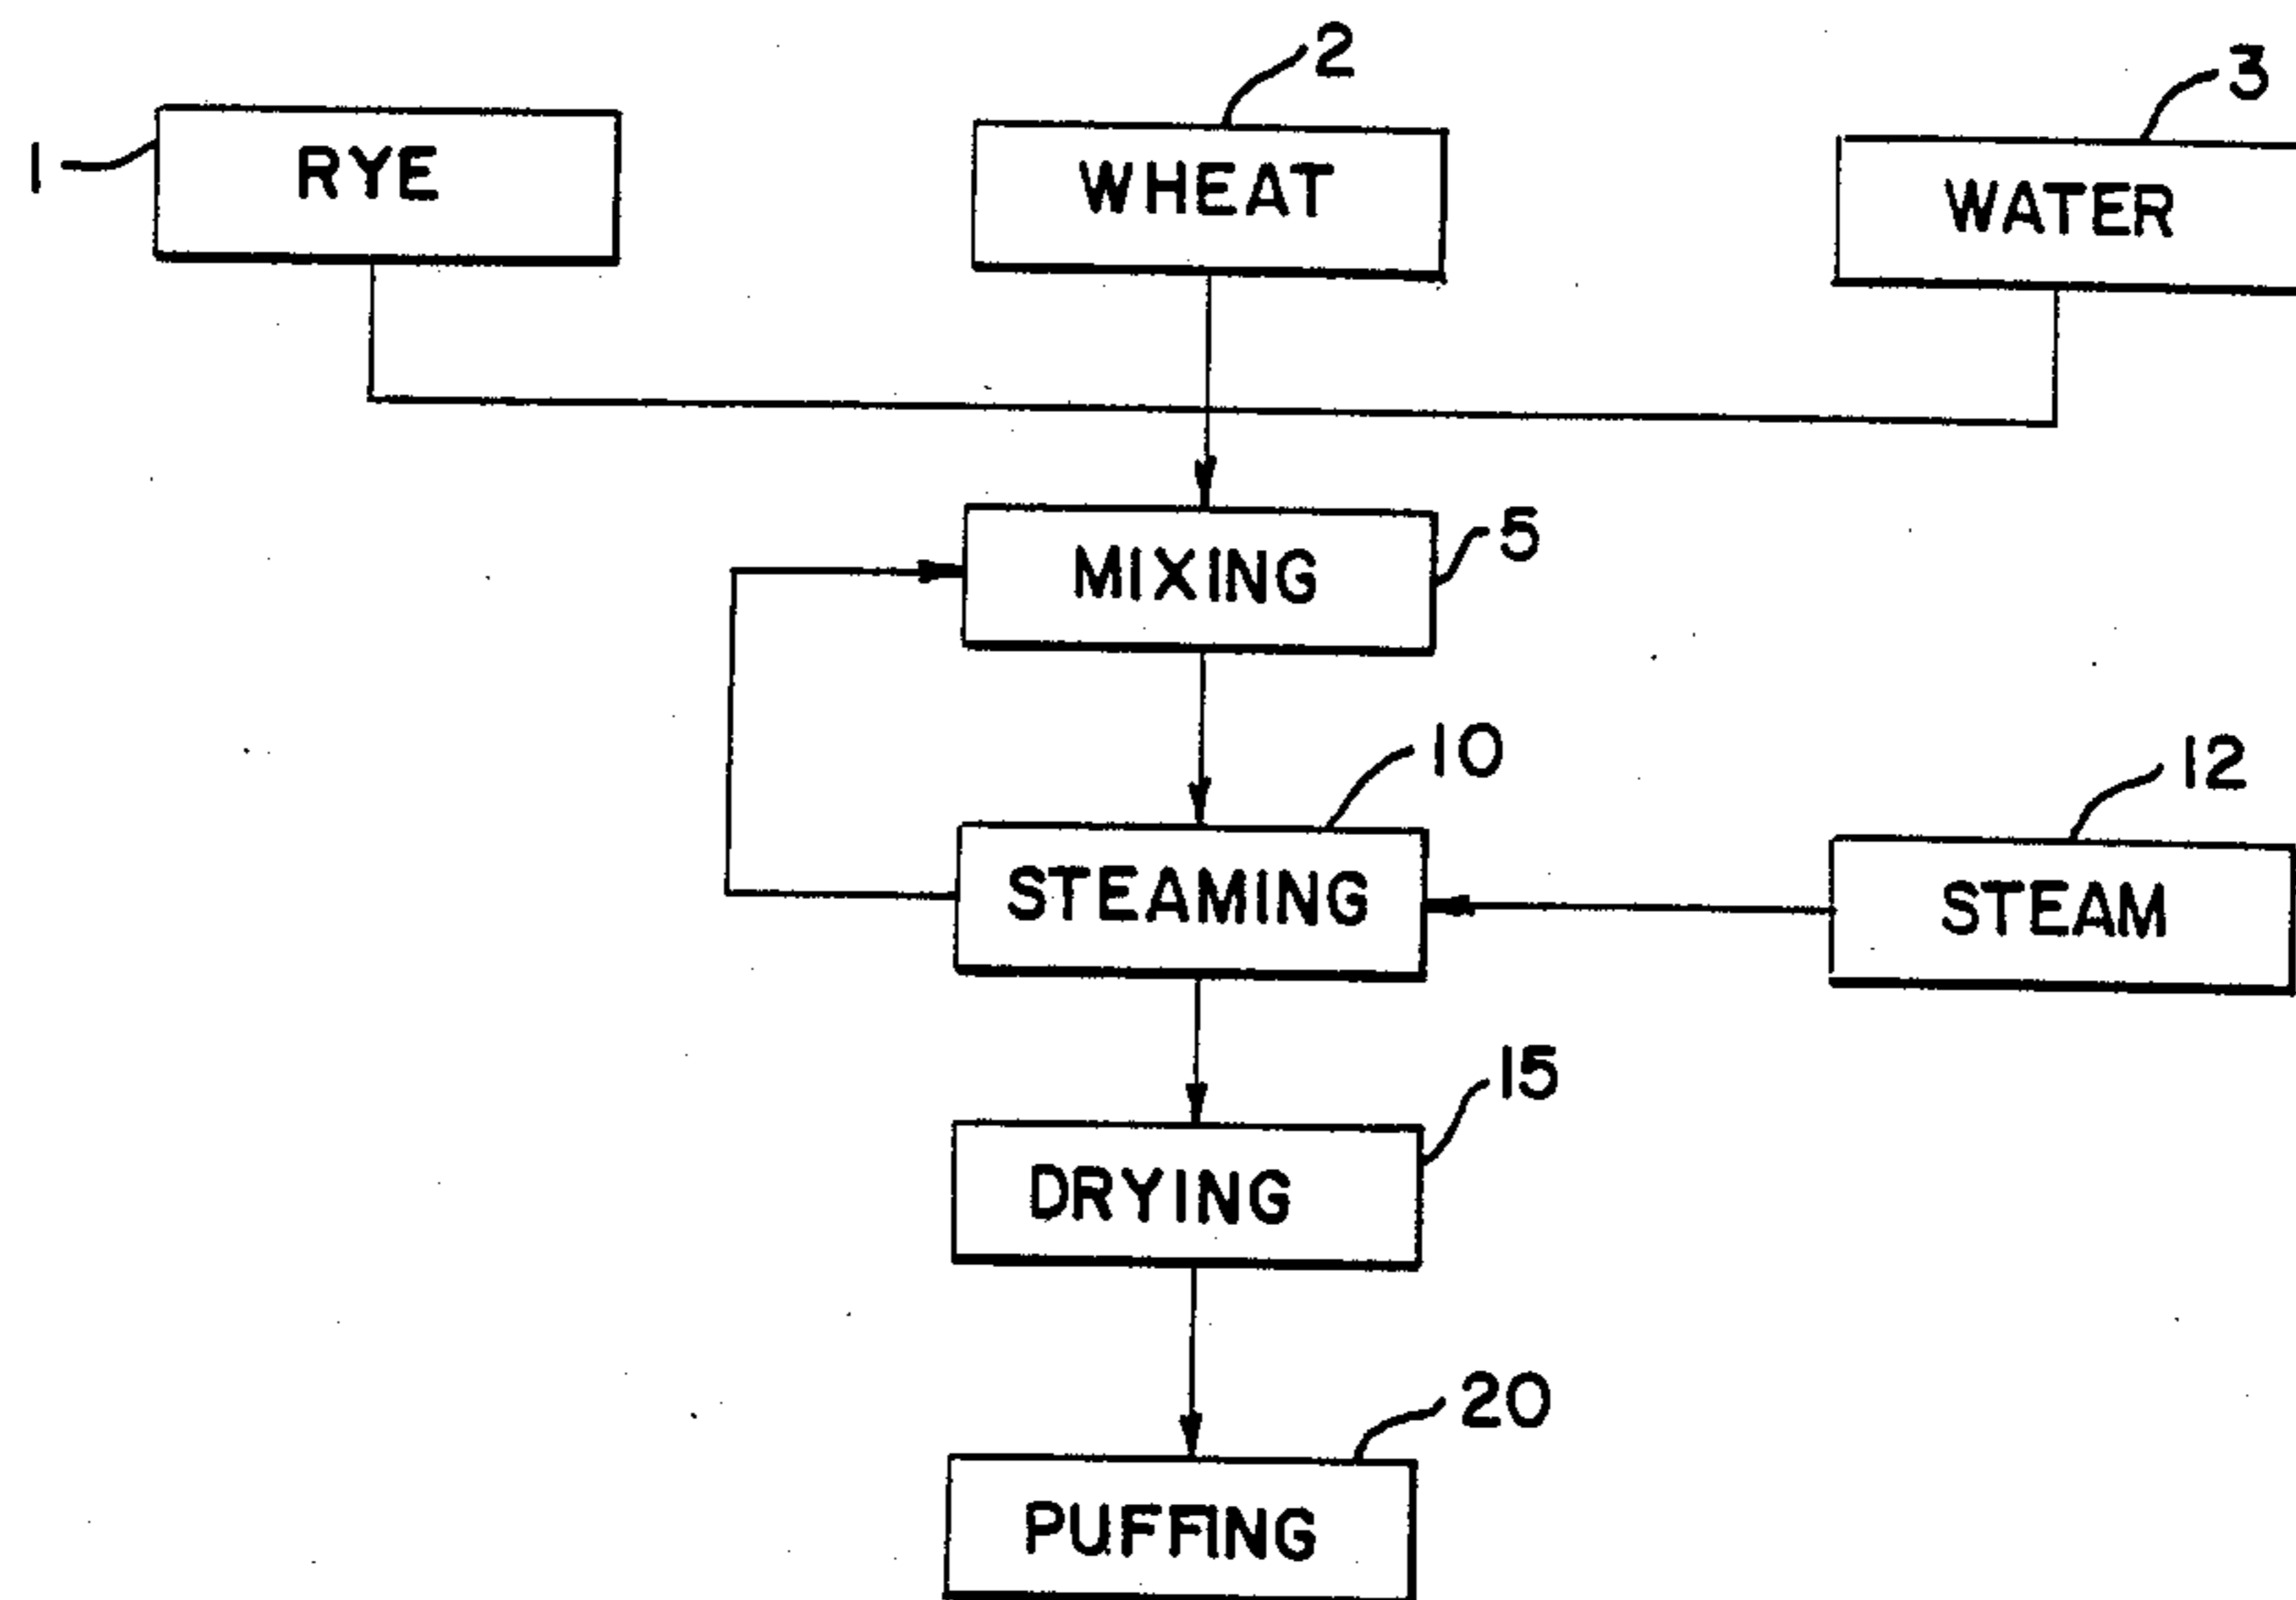 2
3
1
RYE
WHEAT
WATER
MIXING
5
10
12
STEAMING
STEAM
15
DRYING
20
PUFFING